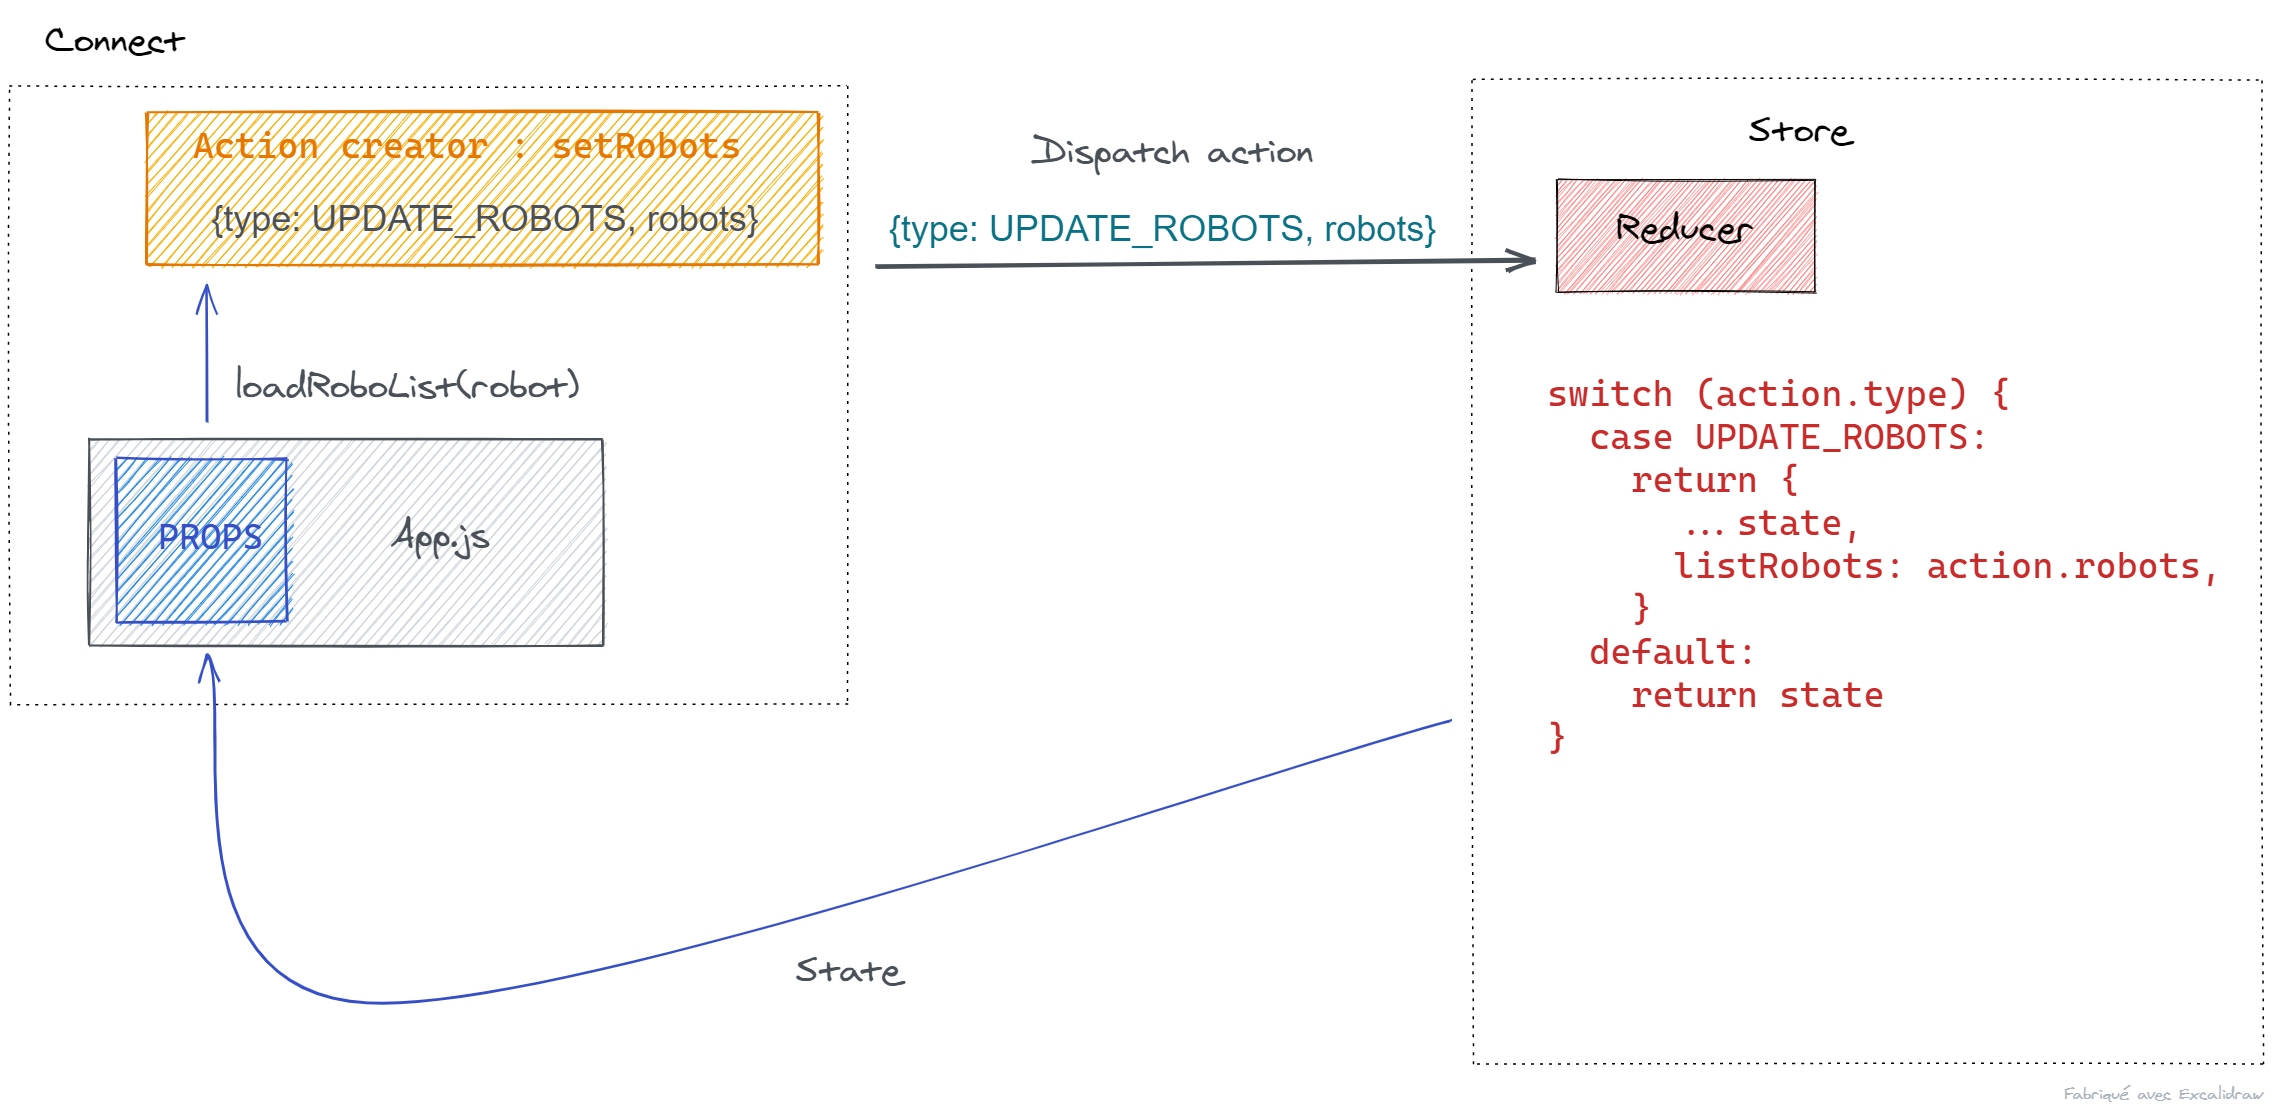 Connect
Action creator : setRobots
{type: UPDATE_ROBOTS, robots}
loadRoboList(robot)
PROPS
App.js
Dispatch action
{type: UPDATE_ROBOTS, robots}
State
Store
Reducer
switch (action.type) {
case UPDATE_ROBOTS:
return {
...state,
listRobots: action.robots,
}
default:
return state
}
Fabriqué avec Excalidraw